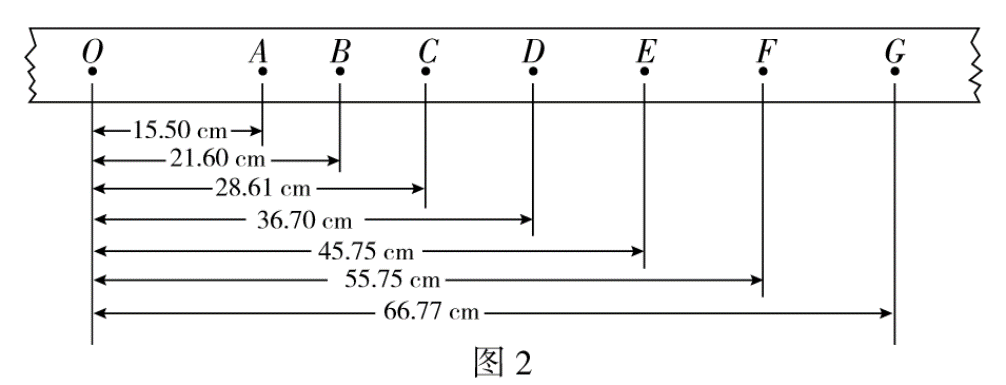 O A B C D E F G
15.50 cm
21.60 cm
28.61 cm
36.70 cm
45.75 cm
55.75 cm
66.77 cm
图 2